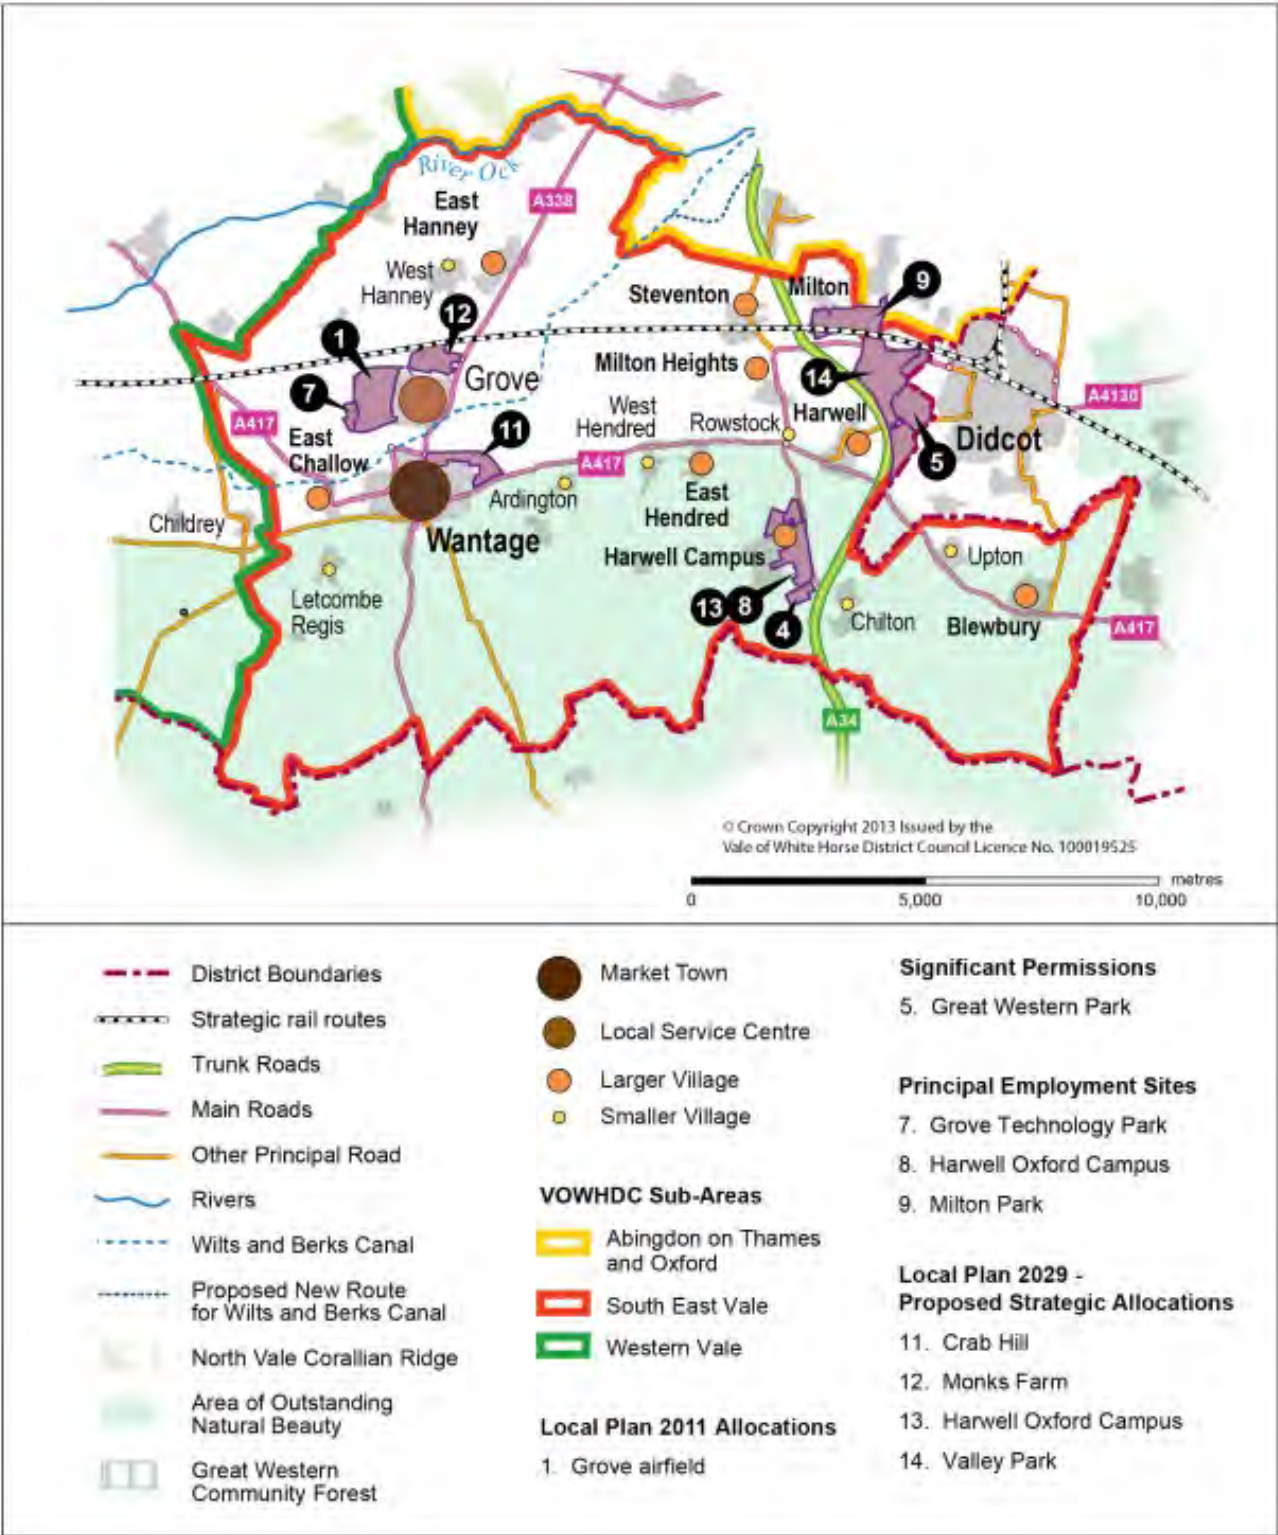 River Ock
East
Hanney
A338
West
Hanney
12
1
7
Grove
A417
East
Challow
11
Childrey
Wantage
Ardington
A417
Letcombe
Regis
Steventon
Milton
9
Milton Heights
14
West
Hendred
Rowstock
Harwell
A4130
Didcot
5
East
Hendred
Harwell Campus
Upton
13
8
4
Chilton
Blewbury
A417
A34
© Crown Copyright 2013 Issued by the
Vale of White Horse District Council Licence No. 100019525
metres
0
5,000
10,000
District Boundaries
Strategic rail routes
Trunk Roads
Main Roads
Other Principal Road
Rivers
Wilts and Berks Canal
Proposed New Route
for Wilts and Berks Canal
North Vale Corallian Ridge
Area of Outstanding
Natural Beauty
Great Western
Community Forest
Market Town
Local Service Centre
Larger Village
Smaller Village
VOWHDC Sub-Areas
Abingdon on Thames
and Oxford
South East Vale
Western Vale
Local Plan 2011 Allocations
1. Grove airfield
Significant Permissions
5. Great Western Park
Principal Employment Sites
7. Grove Technology Park
8. Harwell Oxford Campus
9. Milton Park
Local Plan 2029 -
Proposed Strategic Allocations
11. Crab Hill
12. Monks Farm
13. Harwell Oxford Campus
14. Valley Park